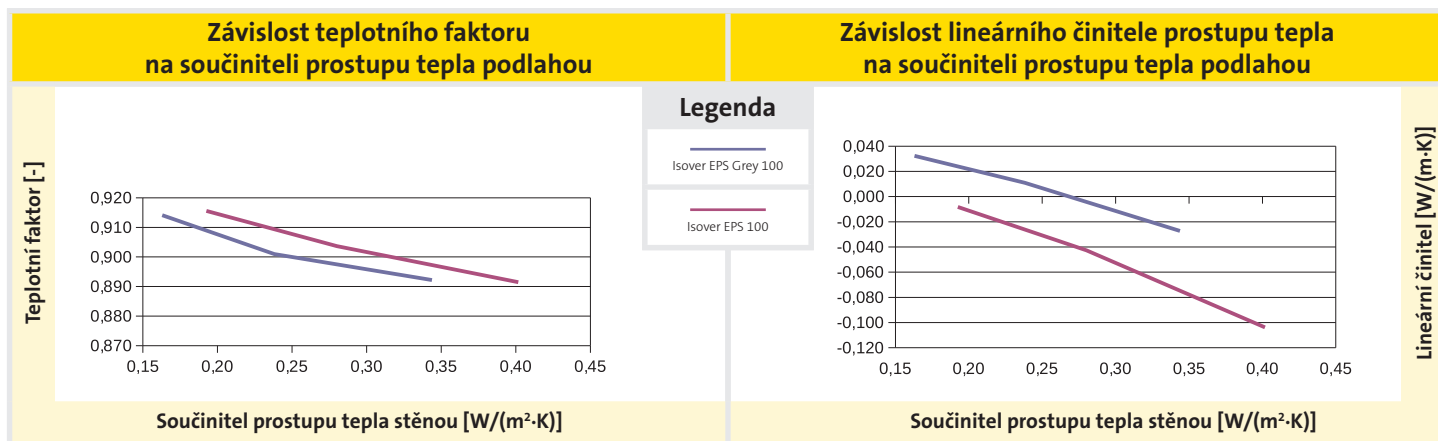 Závislost teplotního faktoru
na součiniteli prostupu tepla podlahou
Teplotní faktor [-]
0,920
0,910
0,900
0,890
0,880
0,870
0,15 0,20 0,25 0,30 0,35 0,40 0,45
Součinitel prostupu tepla stěnou [W/(m²·K)]
Legenda
Isover EPS Grey 100
Isover EPS 100
Závislost lineárního činitele prostupu tepla
na součiniteli prostupu tepla podlahou
0,040
0,020
0,000
-0,020
-0,040
-0,060
-0,080
-0,100
-0,120
0,15 0,20 0,25 0,30 0,35 0,40 0,45
Součinitel prostupu tepla stěnou [W/(m²·K)]
Lineární činitel [W/(m·K)]